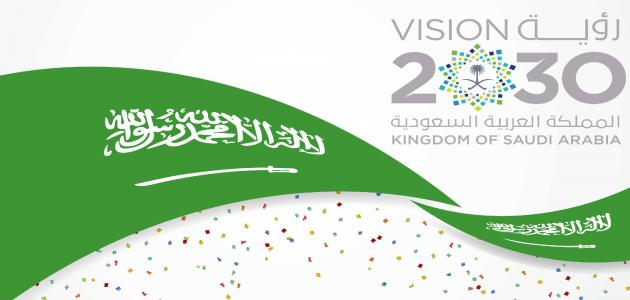 VISION رؤيـــة
2030
المملكة العربية السعودية
KINGDOM OF SAUDI ARABIA
لا إله إلا الله محمد رسول الله
لا إله إلا الله محمد رسول الله